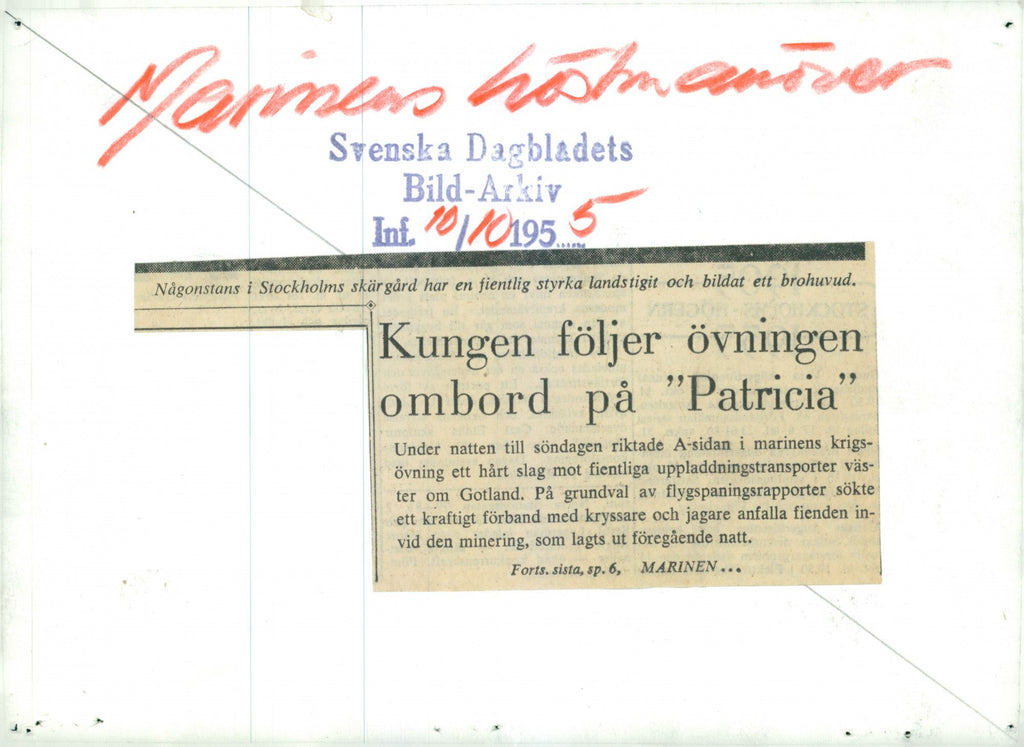 Marinens höstmanöver
Svenska Dagbladets
Bild-Arkiv
Inf. 10/10 1955
Någonstans i Stockholms skärgård har en fientlig styrka landstigit och bildat ett brohuvud.
Kungen följer övningen
ombord på "Patricia"
Under natten till söndagen riktade A-sidan i marinens krigs-
övning ett hårt slag mot fientliga uppladdningstransporter väs-
ter om Gotland. På grundval av flygspaningsrapporter sökte
ett kraftigt förband med kryssare och jagare anfalla fienden in-
vid den minering, som lagts ut föregående natt.
Forts. sista, sp. 6, MARINEN...